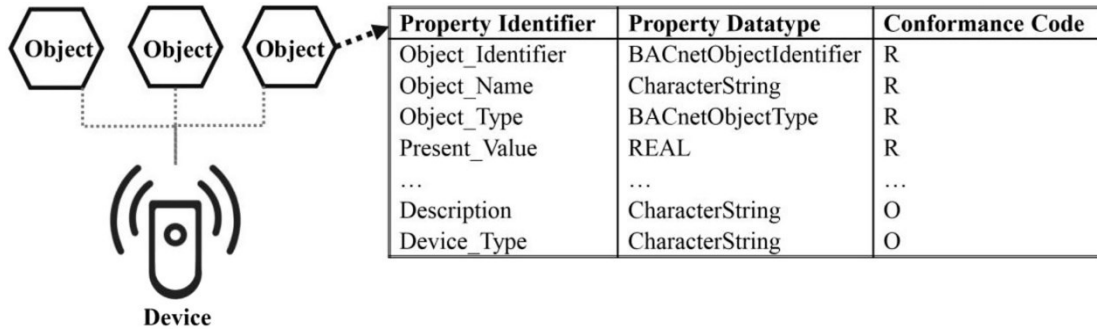 Object Object Object
Property Identifier Property Datatype Conformance Code
Object_Identifier BACnetObjectIdentifier R
Object_Name CharacterString R
Object_Type BACnetObjectType R
Present_Value REAL R
… … …
Description CharacterString O
Device_Type CharacterString O
Device